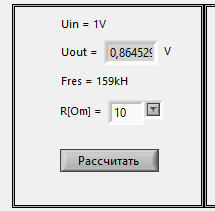 Uin = 1V
Uout = 0,864529 V
Fres = 159kH
R[Om] = 10
Рассчитать